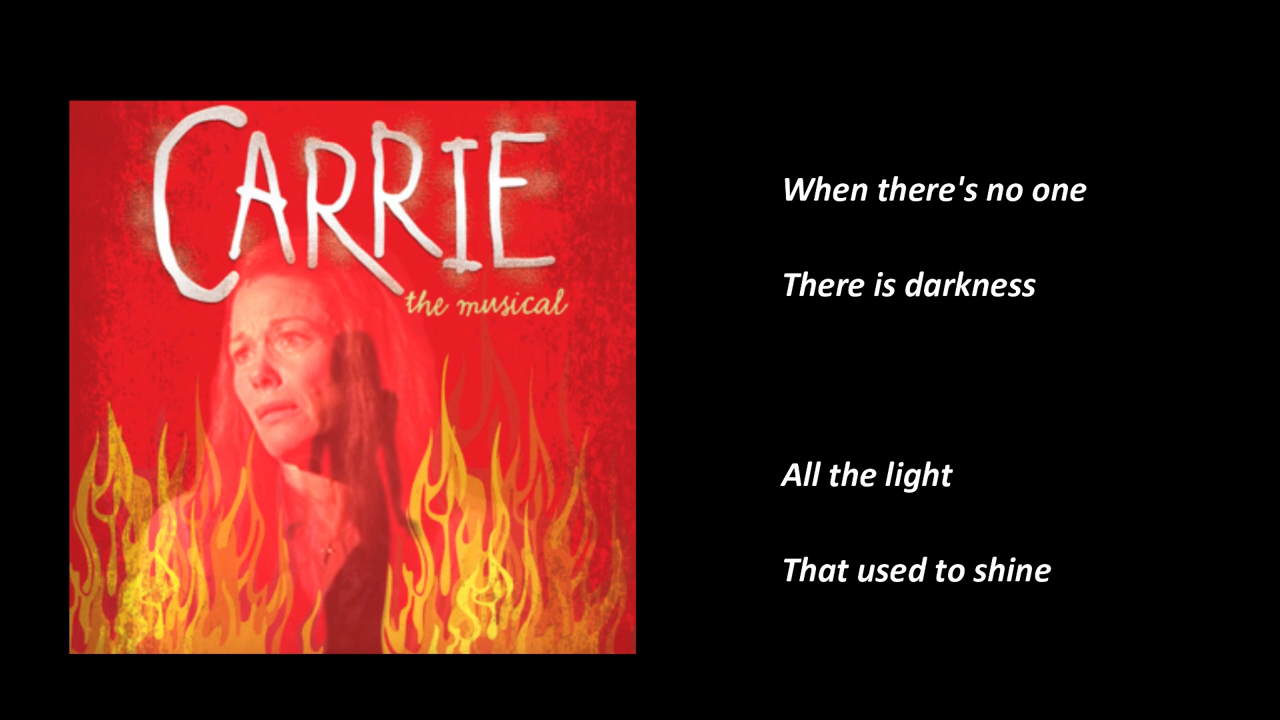 CARRIE
the musical
When there's no one
There is darkness
All the light
That used to shine